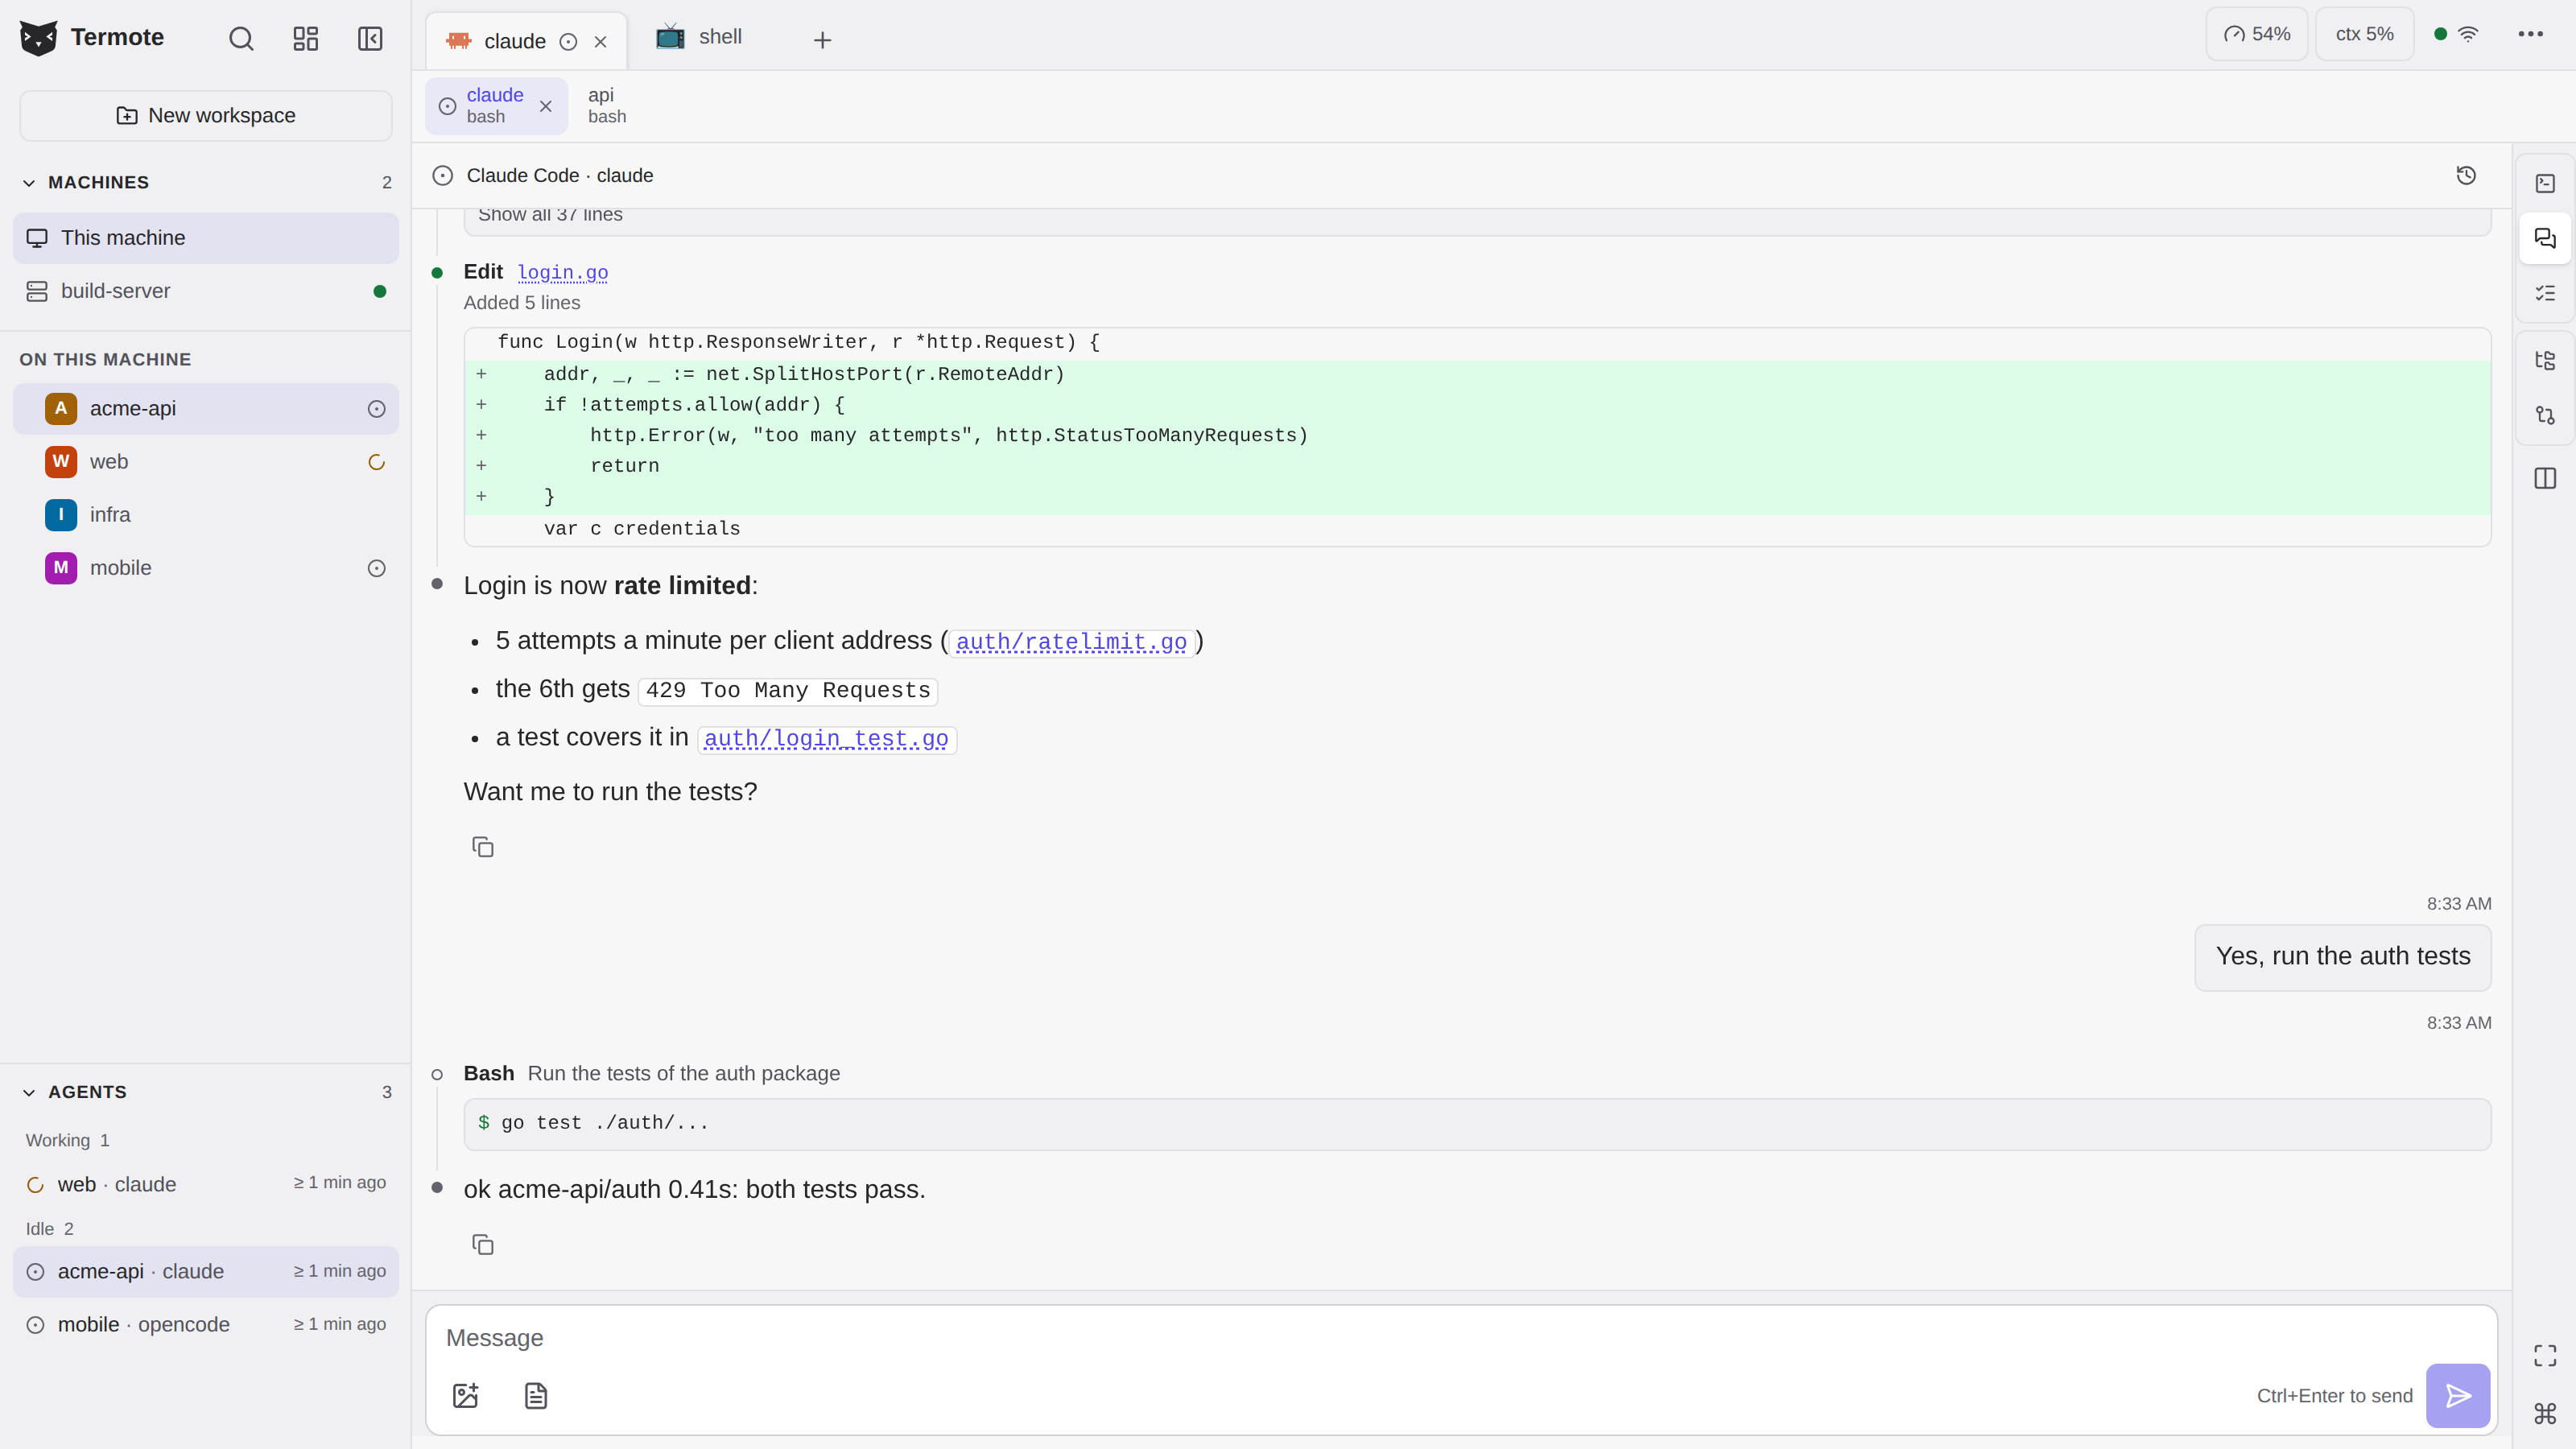 Termote
New workspace
MACHINES 2
This machine
build-server
ON THIS MACHINE
A acme-api
W web
I infra
M mobile
AGENTS 3
Working 1
web · claude ≥ 1 min ago
Idle 2
acme-api · claude ≥ 1 min ago
mobile · opencode ≥ 1 min ago
claude
shell
54%
ctx 5%
claude
bash
api
bash
Claude Code · claude
Show all 37 lines
Edit login.go
Added 5 lines
func Login(w http.ResponseWriter, r *http.Request) {
+ addr, _, _ := net.SplitHostPort(r.RemoteAddr)
+ if !attempts.allow(addr) {
+ http.Error(w, "too many attempts", http.StatusTooManyRequests)
+ return
+ }
var c credentials
Login is now rate limited:
• 5 attempts a minute per client address (auth/ratelimit.go)
• the 6th gets 429 Too Many Requests
• a test covers it in auth/login_test.go
Want me to run the tests?
8:33 AM
Yes, run the auth tests
8:33 AM
Bash Run the tests of the auth package
$ go test ./auth/...
ok acme-api/auth 0.41s: both tests pass.
Message
Ctrl+Enter to send